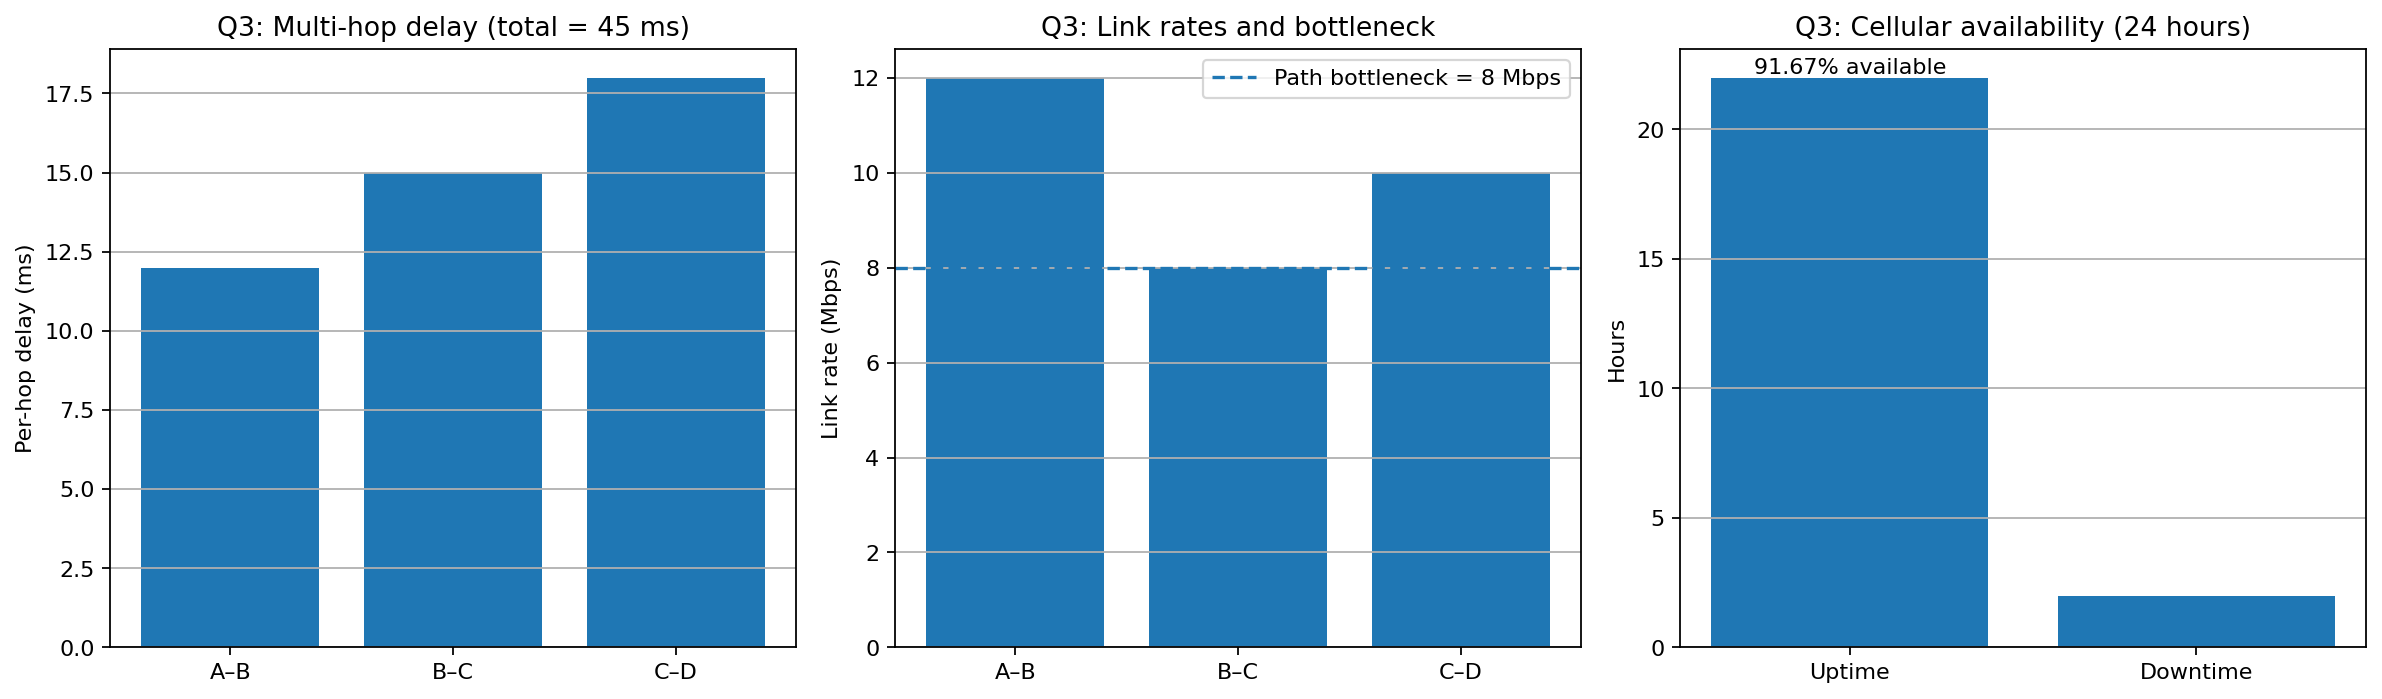 Q3: Multi-hop delay (total = 45 ms)
Per-hop delay (ms)
17.5
15.0
12.5
10.0
7.5
5.0
2.5
0.0
A–B B–C C–D
Q3: Link rates and bottleneck
Path bottleneck = 8 Mbps
Link rate (Mbps)
12
10
8
6
4
2
0
A–B B–C C–D
Q3: Cellular availability (24 hours)
91.67% available
Hours
20
15
10
5
0
Uptime Downtime